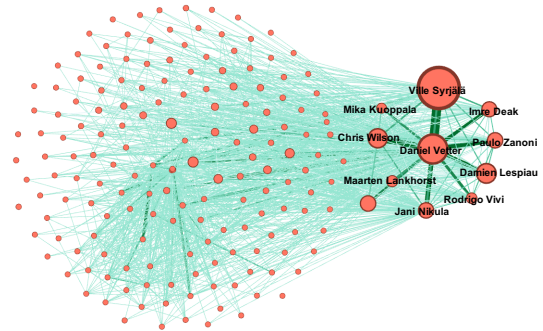 Ville Syrjälä
Mika Kuoppala
Imre Deak
Chris Wilson
Paulo Zanoni
Daniel Vetter
Damien Lespiau
Maarten Lankhorst
Rodrigo Vivi
Jani Nikula